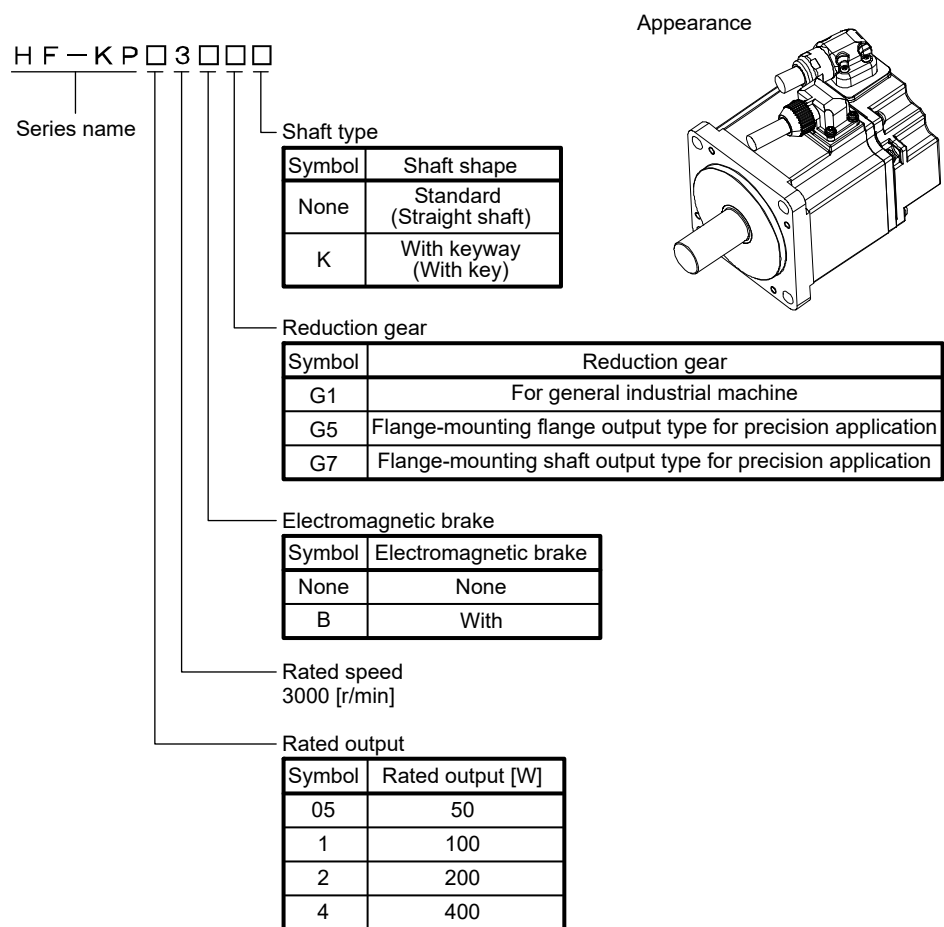 Appearance
HF-KP□3□□□
Series name
Shaft type
Symbol Shaft shape
None Standard
(Straight shaft)
K With keyway
(With key)
Reduction gear
Symbol Reduction gear
G1 For general industrial machine
G5 Flange-mounting flange output type for precision application
G7 Flange-mounting shaft output type for precision application
Electromagnetic brake
Symbol Electromagnetic brake
None None
B With
Rated speed
3000 [r/min]
Rated output
Symbol Rated output [W]
05 50
1 100
2 200
4 400